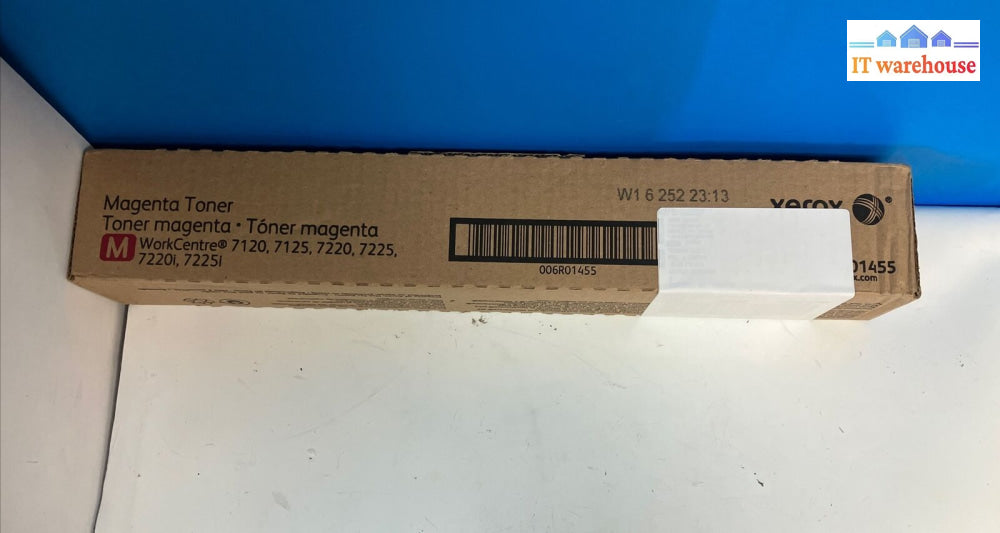 IT warehouse
W1 6 252 23:13
xerox ®
Magenta Toner
Toner magenta • Tóner magenta
M WorkCentre® 7120, 7125, 7220, 7225,
7220i, 7225i
006R01455
01455
x.com